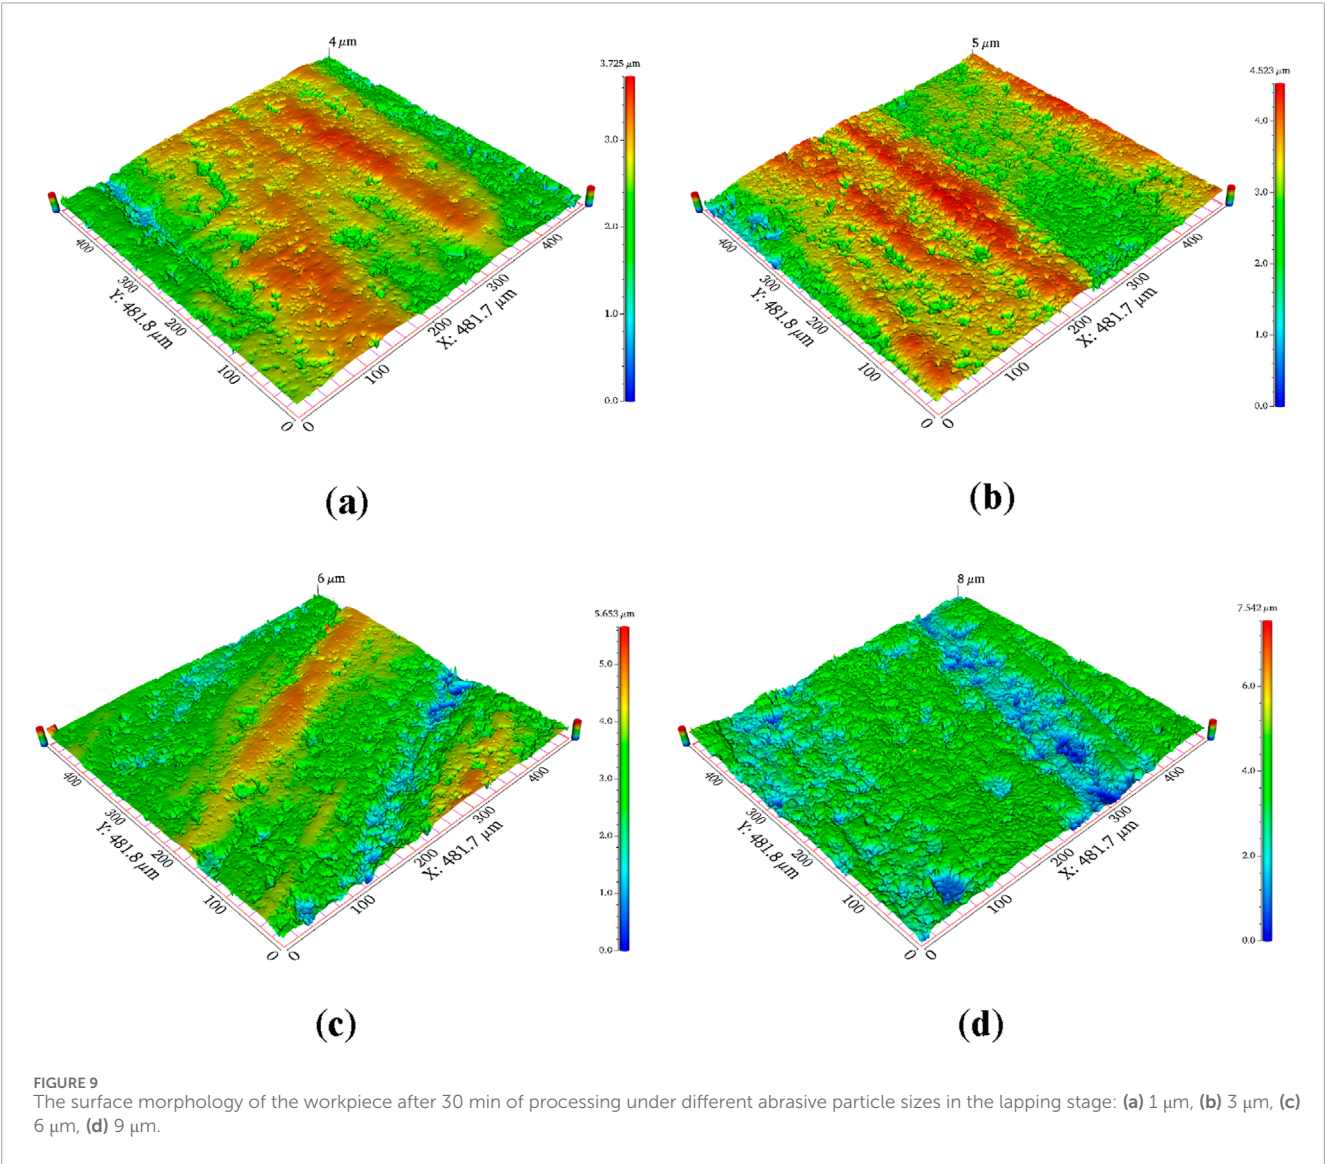 4 μm
3.725 μm
3.0
2.0
1.0
0.0
400
300
200
100
0
Y: 481.8 μm
0
100
200
300
400
X: 481.7 μm
(a)
5 μm
4.523 μm
4.0
3.0
2.0
1.0
0.0
400
300
200
100
0
Y: 481.8 μm
0
100
200
300
400
X: 481.7 μm
(b)
6 μm
5.653 μm
5.0
4.0
3.0
2.0
1.0
0.0
400
300
200
100
0
Y: 481.8 μm
0
100
200
300
400
X: 481.7 μm
(c)
8 μm
7.542 μm
6.0
4.0
2.0
0.0
400
300
200
100
0
Y: 481.8 μm
0
100
200
300
400
X: 481.7 μm
(d)
FIGURE 9
The surface morphology of the workpiece after 30 min of processing under different abrasive particle sizes in the lapping stage: (a) 1 μm, (b) 3 μm, (c)
6 μm, (d) 9 μm.